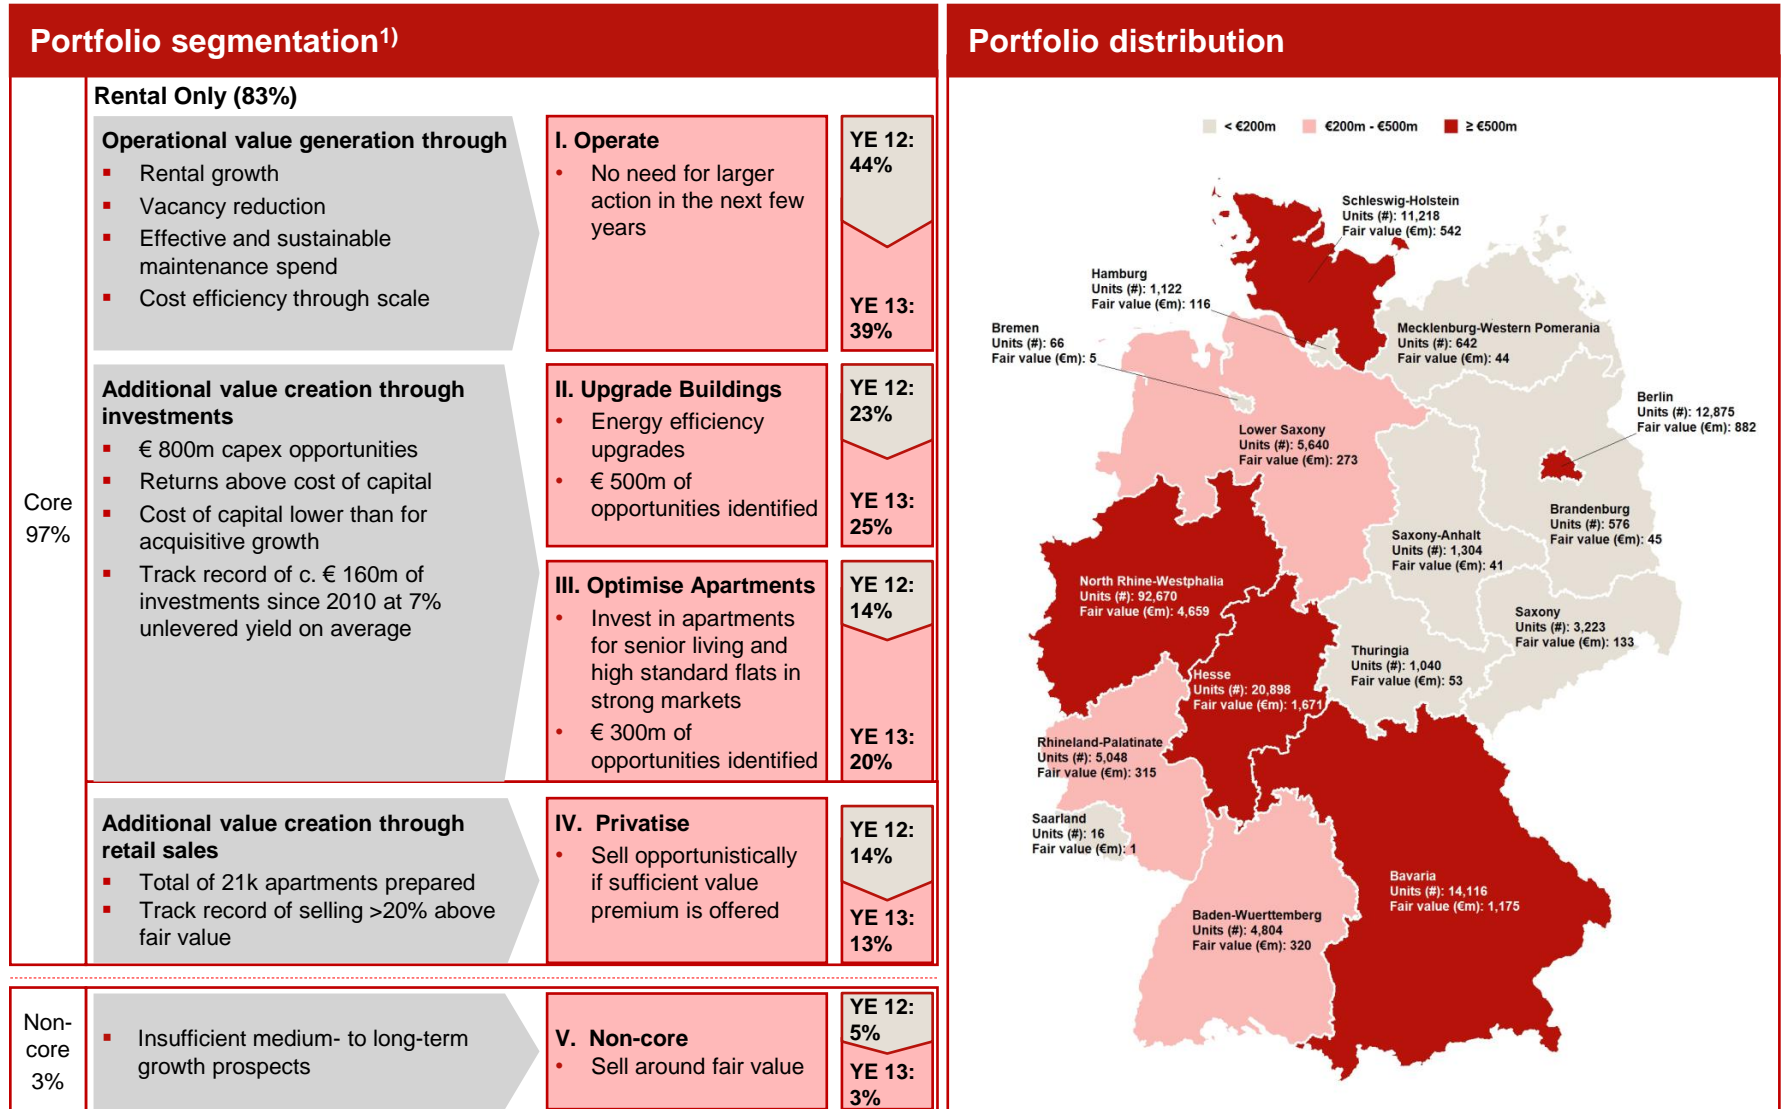 Portfolio segmentation1)
Core
97%
Rental Only (83%)
Operational value generation through
▪ Rental growth
▪ Vacancy reduction
▪ Effective and sustainable
maintenance spend
▪ Cost efficiency through scale
I. Operate
• No need for larger
action in the next few
years
YE 12:
44%
YE 13:
39%
Additional value creation through
investments
▪ € 800m capex opportunities
▪ Returns above cost of capital
▪ Cost of capital lower than for
acquisitive growth
▪ Track record of c. € 160m of
investments since 2010 at 7%
unlevered yield on average
II. Upgrade Buildings
• Energy efficiency
upgrades
• € 500m of
opportunities identified
YE 12:
23%
YE 13:
25%
III. Optimise Apartments
• Invest in apartments
for senior living and
high standard flats in
strong markets
• € 300m of
opportunities identified
YE 12:
14%
YE 13:
20%
Additional value creation through
retail sales
▪ Total of 21k apartments prepared
▪ Track record of selling >20% above
fair value
IV. Privatise
• Sell opportunistically
if sufficient value
premium is offered
YE 12:
14%
YE 13:
13%
Non-
core
3%
▪ Insufficient medium- to long-term
growth prospects
V. Non-core
• Sell around fair value
YE 12:
5%
YE 13:
3%
Portfolio distribution
< €200m
€200m - €500m
≥ €500m
Schleswig-Holstein
Units (#): 11,218
Fair value (€m): 542
Hamburg
Units (#): 1,122
Fair value (€m): 116
Bremen
Units (#): 66
Fair value (€m): 5
Mecklenburg-Western Pomerania
Units (#): 642
Fair value (€m): 44
Berlin
Units (#): 12,875
Fair value (€m): 882
Lower Saxony
Units (#): 5,640
Fair value (€m): 273
Brandenburg
Units (#): 576
Fair value (€m): 45
Saxony-Anhalt
Units (#): 1,304
Fair value (€m): 41
North Rhine-Westphalia
Units (#): 92,670
Fair value (€m): 4,659
Saxony
Units (#): 3,223
Fair value (€m): 133
Thuringia
Units (#): 1,040
Fair value (€m): 53
Hesse
Units (#): 20,898
Fair value (€m): 1,671
Rhineland-Palatinate
Units (#): 5,048
Fair value (€m): 315
Saarland
Units (#): 16
Fair value (€m): 1
Bavaria
Units (#): 14,116
Fair value (€m): 1,175
Baden-Wuerttemberg
Units (#): 4,804
Fair value (€m): 320